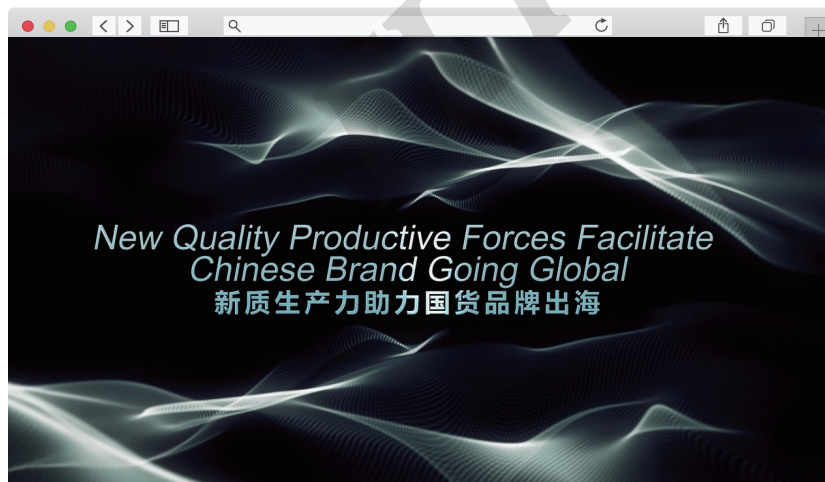 New Quality Productive Forces Facilitate
Chinese Brand Going Global
新质生产力助力国货品牌出海